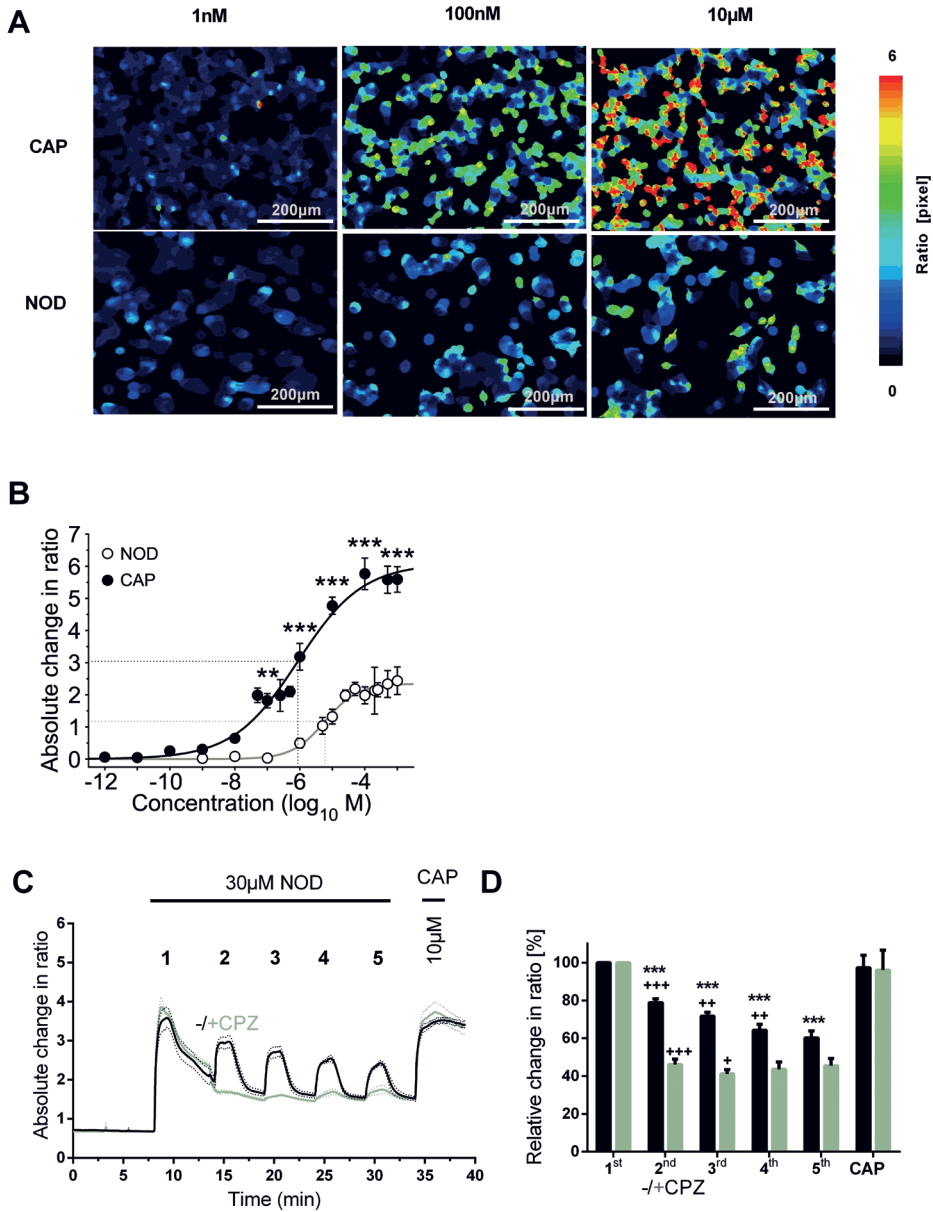 A
1nM
100nM
10µM
CAP
200µm
200µm
200µm
NOD
200µm
200µm
200µm
6
Ratio [pixel]
0
B
Absolute change in ratio
7
6
5
4
3
2
1
0
NOD
CAP
**
***
***
***
***
-12
-10
-8
-6
-4
Concentration (log10 M)
C
30µM NOD
CAP
10µM
Absolute change in ratio
6
5
4
3
2
1
1
2
3
4
5
-/+CPZ
0
5
10
15
20
25
30
35
40
Time (min)
D
Relative change in ratio [%]
100
80
60
40
20
0
***
+++
+++
***
++
+
***
++
***
1st
2nd
3rd
4th
5th
CAP
-/+CPZ